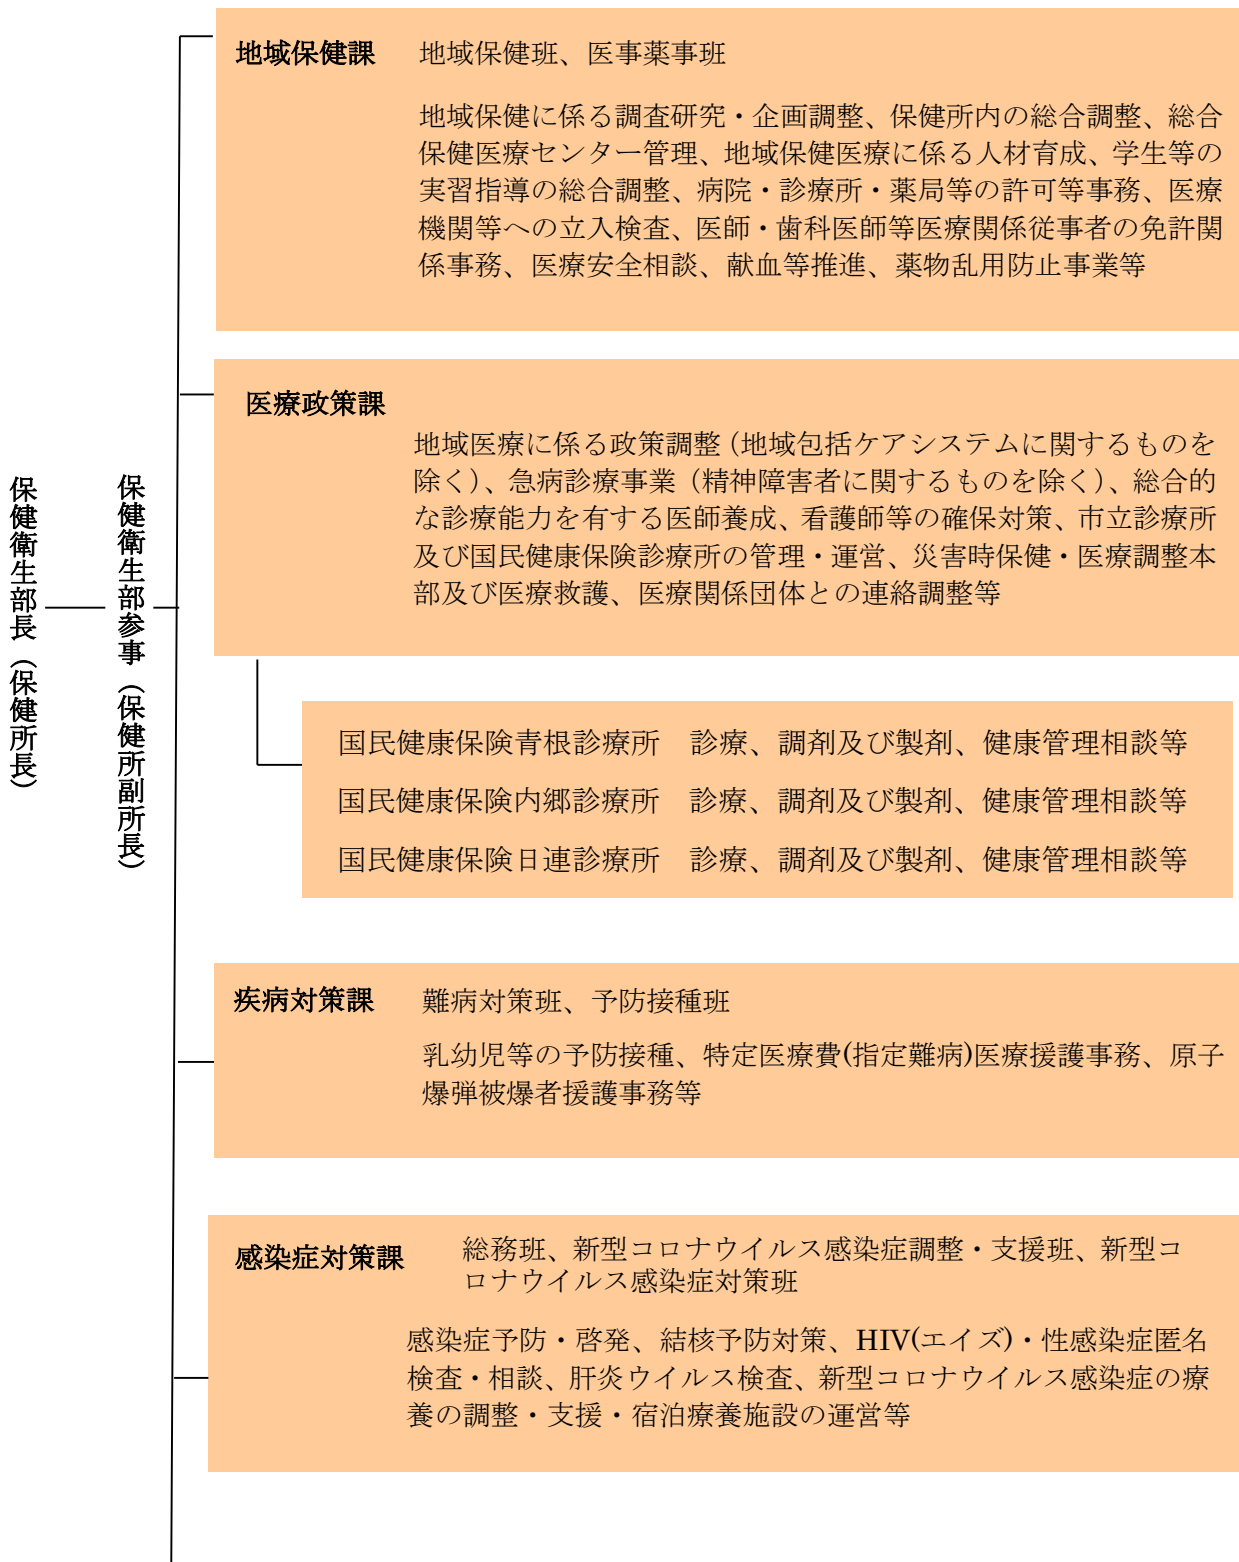 保健衛生部長（保健所長）
保健衛生部参事（保健所副所長）
地域保健課　地域保健班、医事薬事班
地域保健に係る調査研究・企画調整、保健所内の総合調整、総合
保健医療センター管理、地域保健医療に係る人材育成、学生等の
実習指導の総合調整、病院・診療所・薬局等の許可等事務、医療
機関等への立入検査、医師・歯科医師等医療関係従事者の免許関
係事務、医療安全相談、献血等推進、薬物乱用防止事業等
医療政策課
地域医療に係る政策調整（地域包括ケアシステムに関するものを
除く）、急病診療事業（精神障害者に関するものを除く）、総合的
な診療能力を有する医師養成、看護師等の確保対策、市立診療所
及び国民健康保険診療所の管理・運営、災害時保健・医療調整本
部及び医療救護、医療関係団体との連絡調整等
国民健康保険青根診療所　診療、調剤及び製剤、健康管理相談等
国民健康保険内郷診療所　診療、調剤及び製剤、健康管理相談等
国民健康保険日連診療所　診療、調剤及び製剤、健康管理相談等
疾病対策課　難病対策班、予防接種班
乳幼児等の予防接種、特定医療費(指定難病)医療援護事務、原子
爆弾被爆者援護事務等
感染症対策課　総務班、新型コロナウイルス感染症調整・支援班、新型コ
ロナウイルス感染症対策班
感染症予防・啓発、結核予防対策、HIV(エイズ)・性感染症匿名
検査・相談、肝炎ウイルス検査、新型コロナウイルス感染症の療
養の調整・支援・宿泊療養施設の運営等